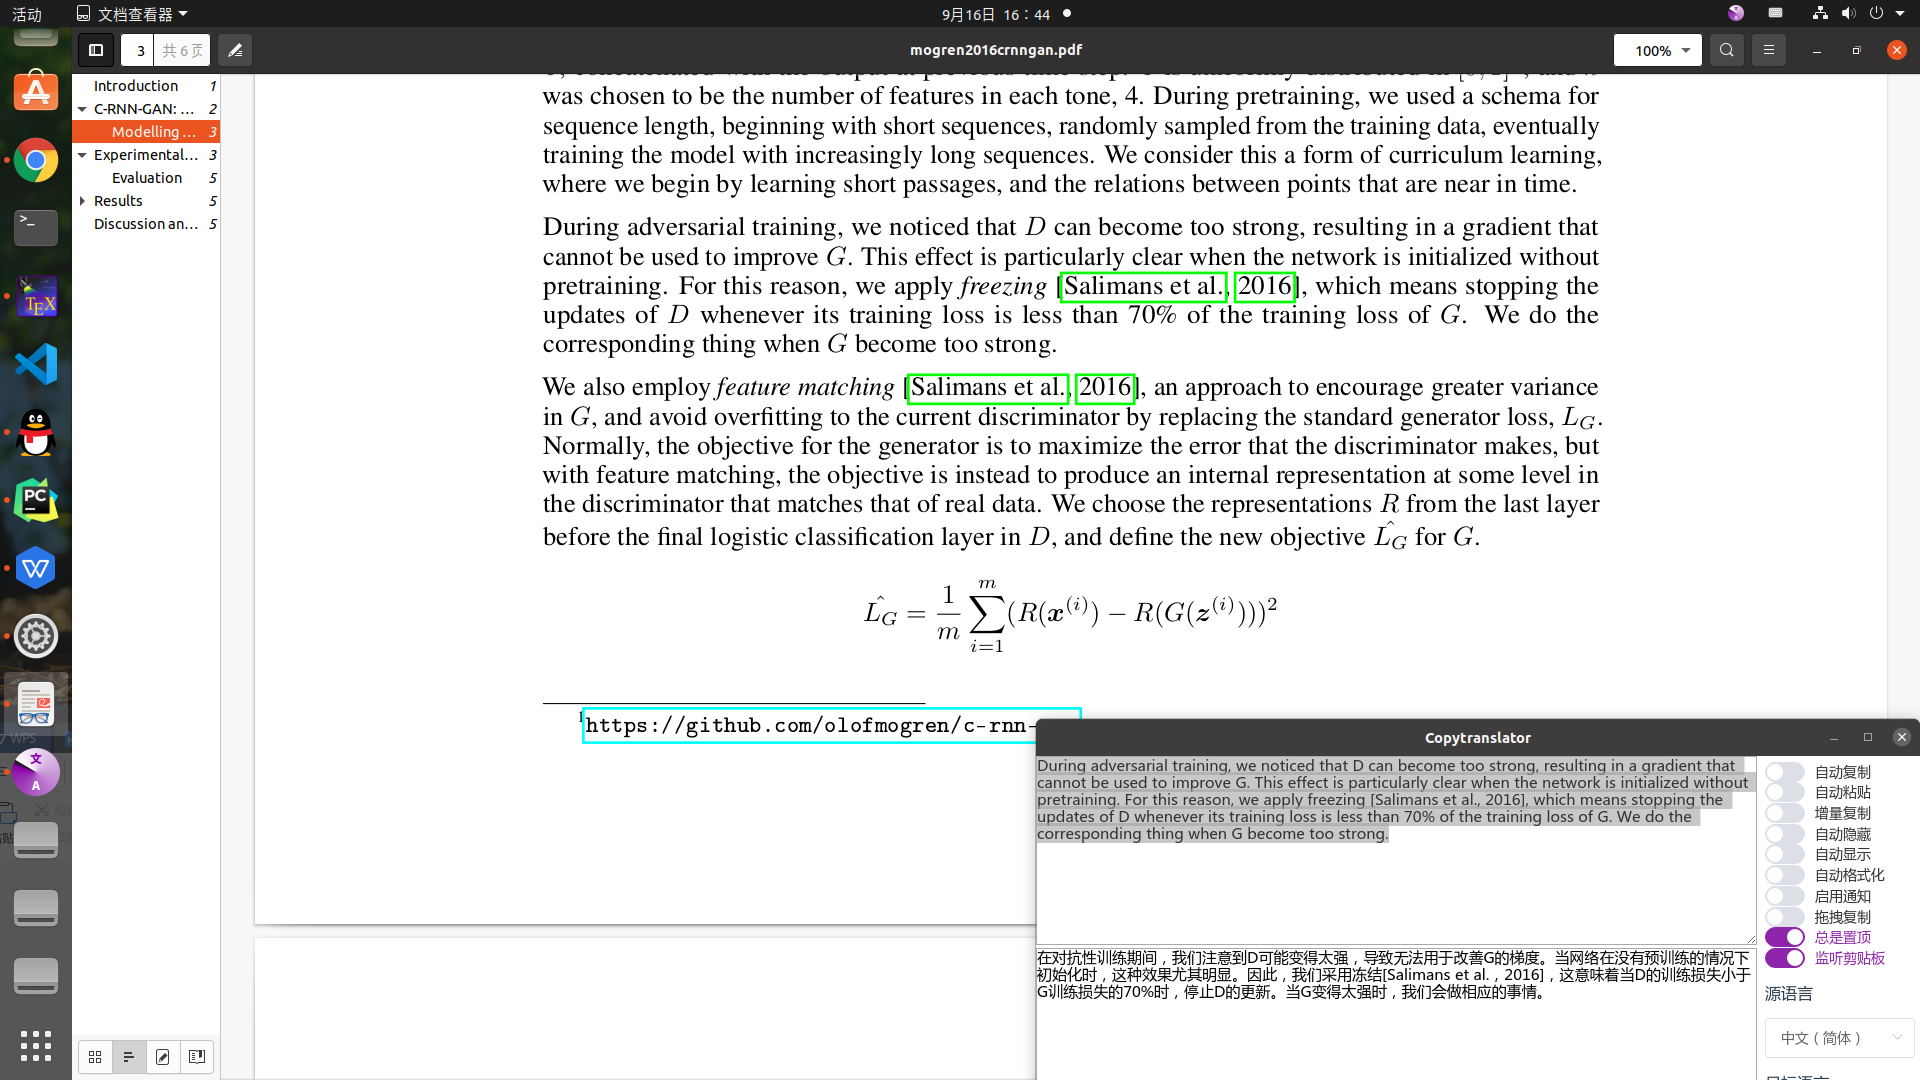 活动
文档查看器
9月16日 16：44
3
共 6 页
mogren2016crnngan.pdf
100%
Introduction 1
C-RNN-GAN: … 2
Modelling … 3
Experimental… 3
Evaluation 5
Results 5
Discussion an… 5
was chosen to be the number of features in each tone, 4. During pretraining, we used a schema for
sequence length, beginning with short sequences, randomly sampled from the training data, eventually
training the model with increasingly long sequences. We consider this a form of curriculum learning,
where we begin by learning short passages, and the relations between points that are near in time.
During adversarial training, we noticed that D can become too strong, resulting in a gradient that
cannot be used to improve G. This effect is particularly clear when the network is initialized without
pretraining. For this reason, we apply freezing [Salimans et al., 2016], which means stopping the
updates of D whenever its training loss is less than 70% of the training loss of G. We do the
corresponding thing when G become too strong.
We also employ feature matching [Salimans et al., 2016], an approach to encourage greater variance
in G, and avoid overfitting to the current discriminator by replacing the standard generator loss, L_G.
Normally, the objective for the generator is to maximize the error that the discriminator makes, but
with feature matching, the objective is instead to produce an internal representation at some level in
the discriminator that matches that of real data. We choose the representations R from the last layer
before the final logistic classification layer in D, and define the new objective \hat{L_G} for G.
\hat{L_G} = \frac{1}{m} \sum_{i=1}^{m} (R(x^{(i)}) − R(G(z^{(i)})))^2
1https://github.com/olofmogren/c-rnn-
Copytranslator
During adversarial training, we noticed that D can become too strong, resulting in a gradient that
cannot be used to improve G. This effect is particularly clear when the network is initialized without
pretraining. For this reason, we apply freezing [Salimans et al., 2016], which means stopping the
updates of D whenever its training loss is less than 70% of the training loss of G. We do the
corresponding thing when G become too strong.
在对抗性训练期间，我们注意到D可能变得太强，导致无法用于改善G的梯度。当网络在没有预训练的情况下
初始化时，这种效果尤其明显。因此，我们采用冻结[Salimans et al.，2016]，这意味着当D的训练损失小于
G训练损失的70%时，停止D的更新。当G变得太强时，我们会做相应的事情。
自动复制
自动粘贴
增量复制
自动隐藏
自动显示
自动格式化
启用通知
拖拽复制
总是置顶
监听剪贴板
源语言
中文（简体）